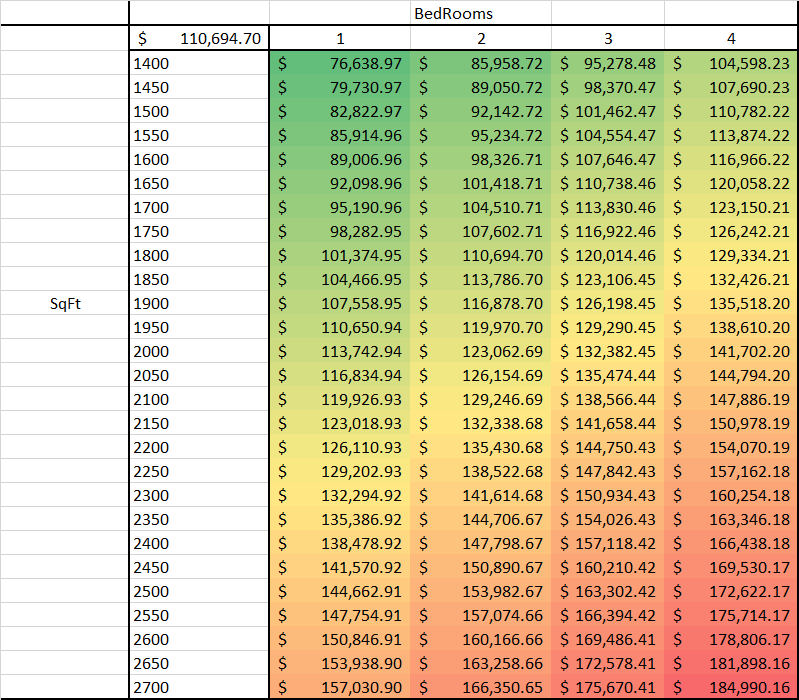 BedRooms
$ 110,694.70 1 2 3 4
1400 $ 76,638.97 $ 85,958.72 $ 95,278.48 $ 104,598.23
1450 $ 79,730.97 $ 89,050.72 $ 98,370.47 $ 107,690.23
1500 $ 82,822.97 $ 92,142.72 $ 101,462.47 $ 110,782.22
1550 $ 85,914.96 $ 95,234.72 $ 104,554.47 $ 113,874.22
1600 $ 89,006.96 $ 98,326.71 $ 107,646.47 $ 116,966.22
1650 $ 92,098.96 $ 101,418.71 $ 110,738.46 $ 120,058.22
1700 $ 95,190.96 $ 104,510.71 $ 113,830.46 $ 123,150.21
1750 $ 98,282.95 $ 107,602.71 $ 116,922.46 $ 126,242.21
1800 $ 101,374.95 $ 110,694.70 $ 120,014.46 $ 129,334.21
1850 $ 104,466.95 $ 113,786.70 $ 123,106.45 $ 132,426.21
SqFt 1900 $ 107,558.95 $ 116,878.70 $ 126,198.45 $ 135,518.20
1950 $ 110,650.94 $ 119,970.70 $ 129,290.45 $ 138,610.20
2000 $ 113,742.94 $ 123,062.69 $ 132,382.45 $ 141,702.20
2050 $ 116,834.94 $ 126,154.69 $ 135,474.44 $ 144,794.20
2100 $ 119,926.93 $ 129,246.69 $ 138,566.44 $ 147,886.19
2150 $ 123,018.93 $ 132,338.68 $ 141,658.44 $ 150,978.19
2200 $ 126,110.93 $ 135,430.68 $ 144,750.43 $ 154,070.19
2250 $ 129,202.93 $ 138,522.68 $ 147,842.43 $ 157,162.18
2300 $ 132,294.92 $ 141,614.68 $ 150,934.43 $ 160,254.18
2350 $ 135,386.92 $ 144,706.67 $ 154,026.43 $ 163,346.18
2400 $ 138,478.92 $ 147,798.67 $ 157,118.42 $ 166,438.18
2450 $ 141,570.92 $ 150,890.67 $ 160,210.42 $ 169,530.17
2500 $ 144,662.91 $ 153,982.67 $ 163,302.42 $ 172,622.17
2550 $ 147,754.91 $ 157,074.66 $ 166,394.42 $ 175,714.17
2600 $ 150,846.91 $ 160,166.66 $ 169,486.41 $ 178,806.17
2650 $ 153,938.90 $ 163,258.66 $ 172,578.41 $ 181,898.16
2700 $ 157,030.90 $ 166,350.65 $ 175,670.41 $ 184,990.16